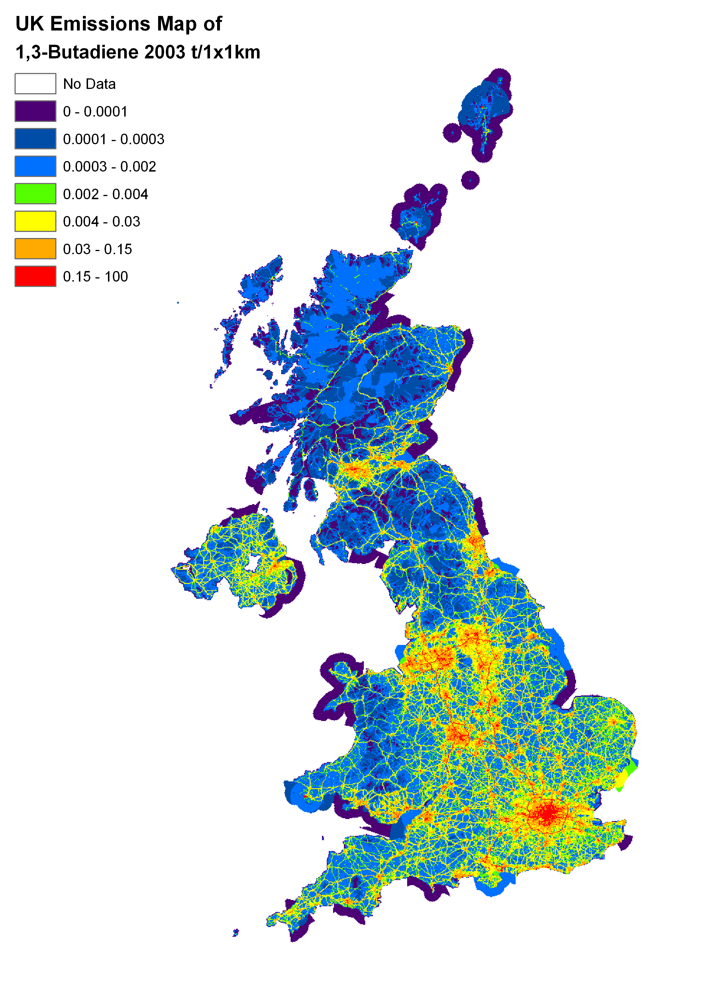 UK Emissions Map of
1,3-Butadiene 2003 t/1x1km
No Data
0 - 0.0001
0.0001 - 0.0003
0.0003 - 0.002
0.002 - 0.004
0.004 - 0.03
0.03 - 0.15
0.15 - 100